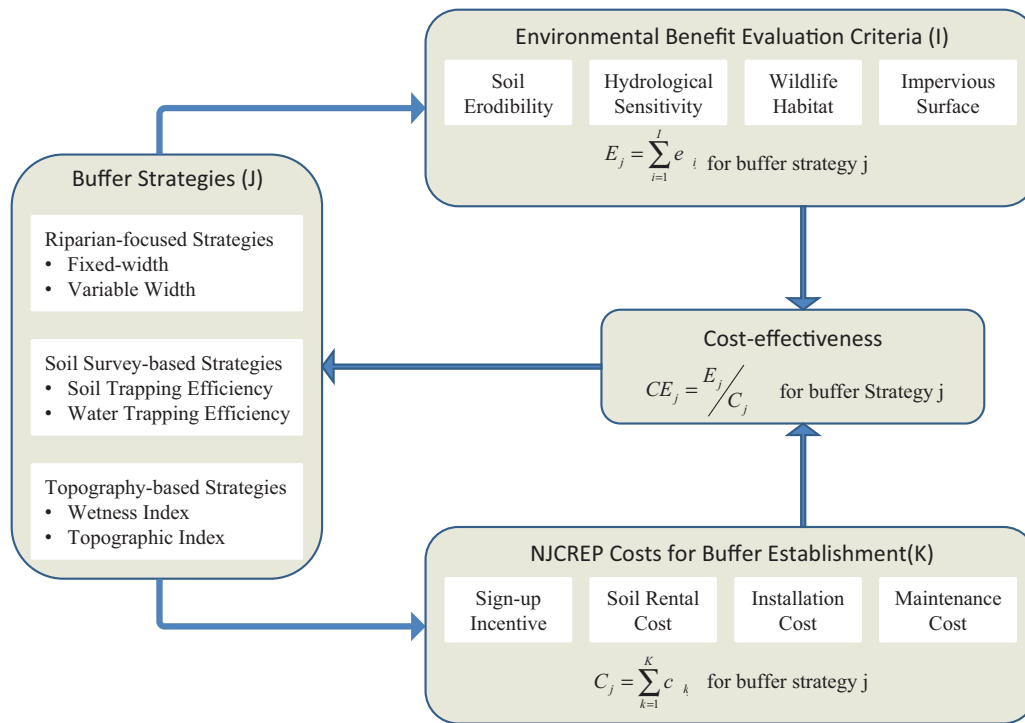 Environmental Benefit Evaluation Criteria (I)
Soil
Erodibility
Hydrological
Sensitivity
Wildlife
Habitat
Impervious
Surface
E_j = \sum_{i=1}^{I} e_i for buffer strategy j
Buffer Strategies (J)
Riparian-focused Strategies
• Fixed-width
• Variable Width
Soil Survey-based Strategies
• Soil Trapping Efficiency
• Water Trapping Efficiency
Topography-based Strategies
• Wetness Index
• Topographic Index
Cost-effectiveness
CE_j = E_j / C_j for buffer Strategy j
NJCREP Costs for Buffer Establishment(K)
Sign-up
Incentive
Soil Rental
Cost
Installation
Cost
Maintenance
Cost
C_j = \sum_{k=1}^{K} c_k for buffer strategy j